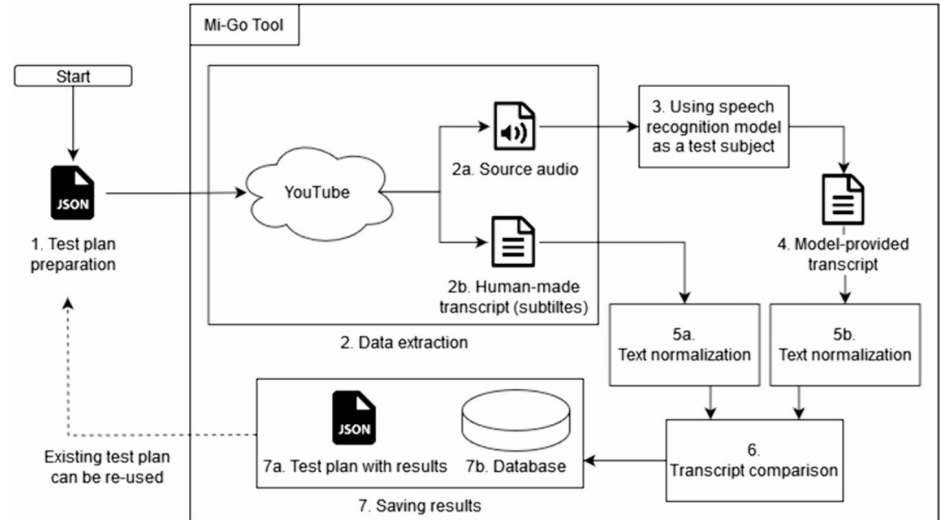 Mi-Go Tool
Start
JSON
1. Test plan
preparation
YouTube
2a. Source audio
2b. Human-made
transcript (subtiltes)
2. Data extraction
3. Using speech
recognition model
as a test subject
4. Model-provided
transcript
5a.
Text normalization
5b.
Text normalization
6.
Transcript comparison
JSON
7a. Test plan with results
7b. Database
7. Saving results
Existing test plan
can be re-used